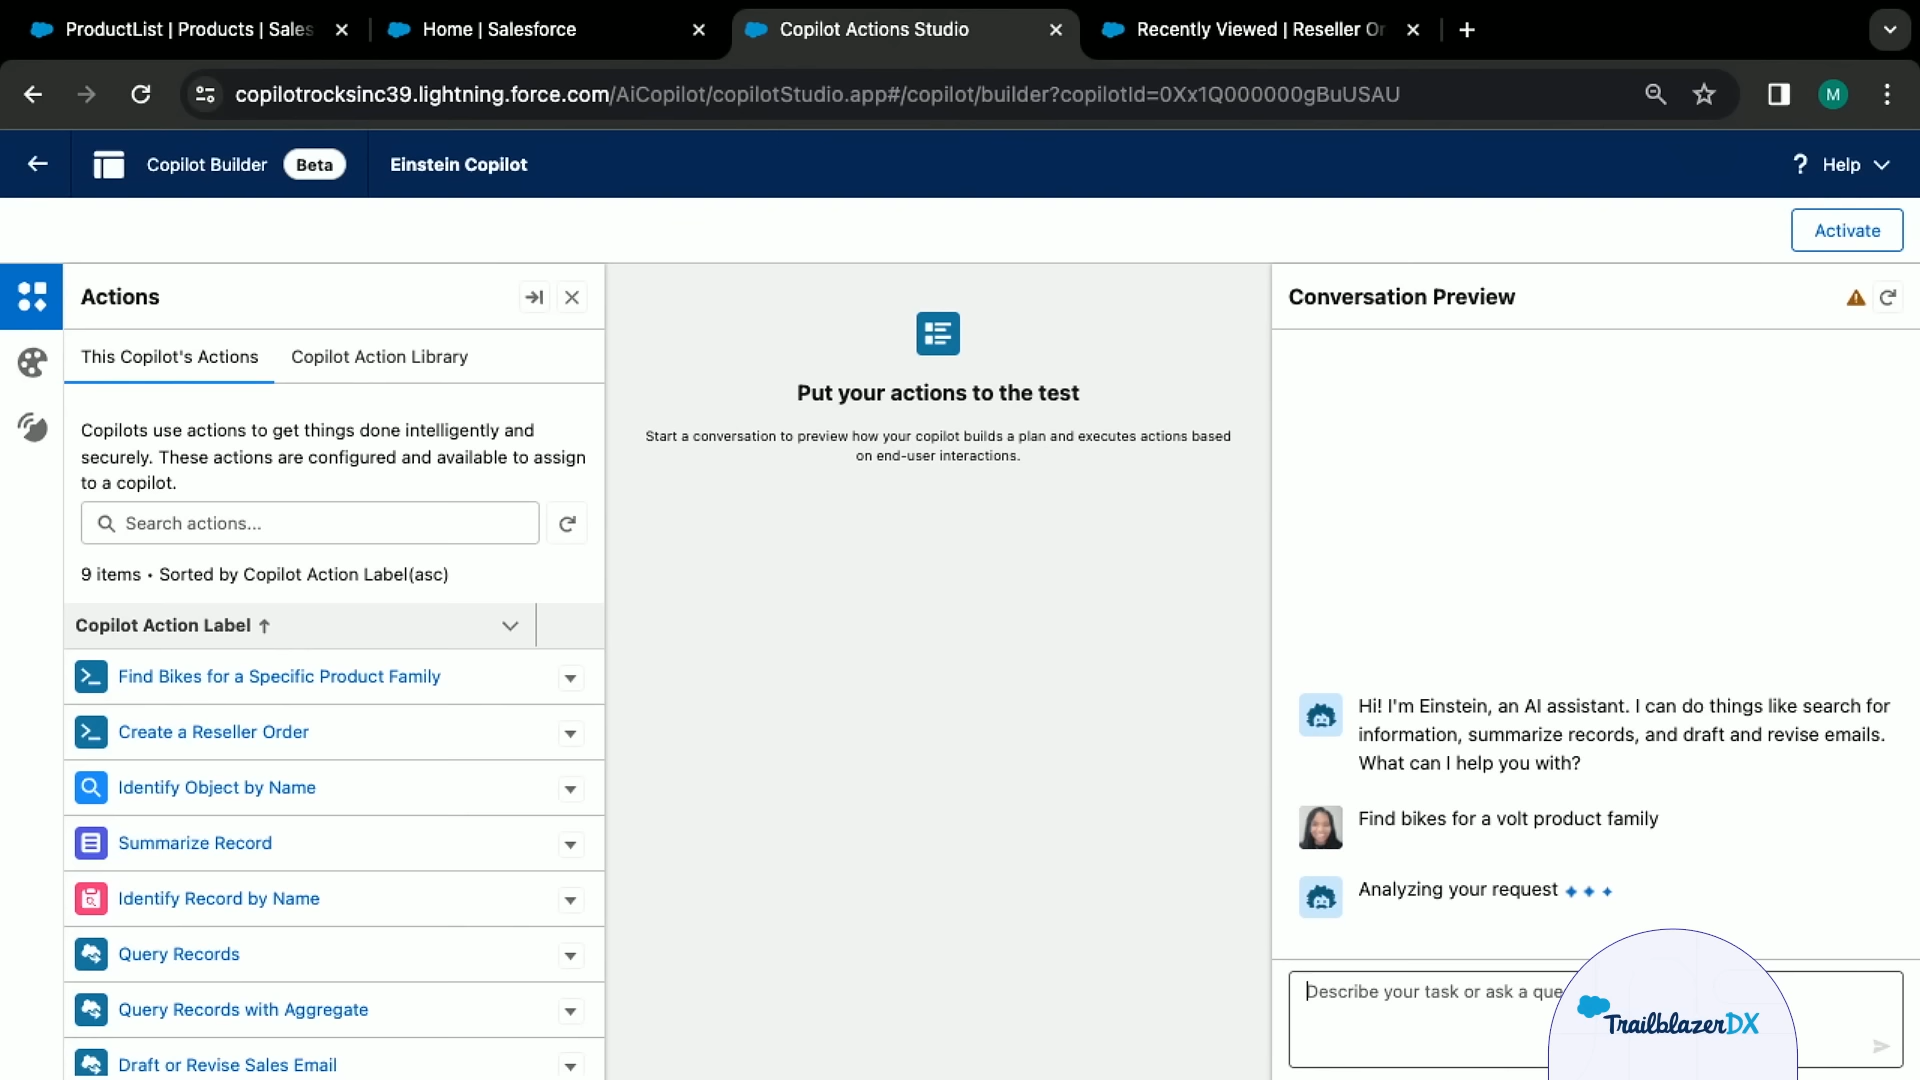 ProductList | Products | Sales
Home | Salesforce
Copilot Actions Studio
Recently Viewed | Reseller Or
copilotrocksinc39.lightning.force.com/AiCopilot/copilotStudio.app#/copilot/builder?copilotId=0Xx1Q000000gBuUSAU
M
Copilot Builder
Beta
Einstein Copilot
? Help
Activate
Actions
This Copilot's Actions
Copilot Action Library
Copilots use actions to get things done intelligently and
securely. These actions are configured and available to assign
to a copilot.
Search actions...
9 items • Sorted by Copilot Action Label(asc)
Copilot Action Label ↑
Find Bikes for a Specific Product Family
Create a Reseller Order
Identify Object by Name
Summarize Record
Identify Record by Name
Query Records
Query Records with Aggregate
Draft or Revise Sales Email
Put your actions to the test
Start a conversation to preview how your copilot builds a plan and executes actions based
on end-user interactions.
Conversation Preview
Hi! I'm Einstein, an AI assistant. I can do things like search for
information, summarize records, and draft and revise emails.
What can I help you with?
Find bikes for a volt product family
Analyzing your request
Describe your task or ask a que
TrailblazerDX